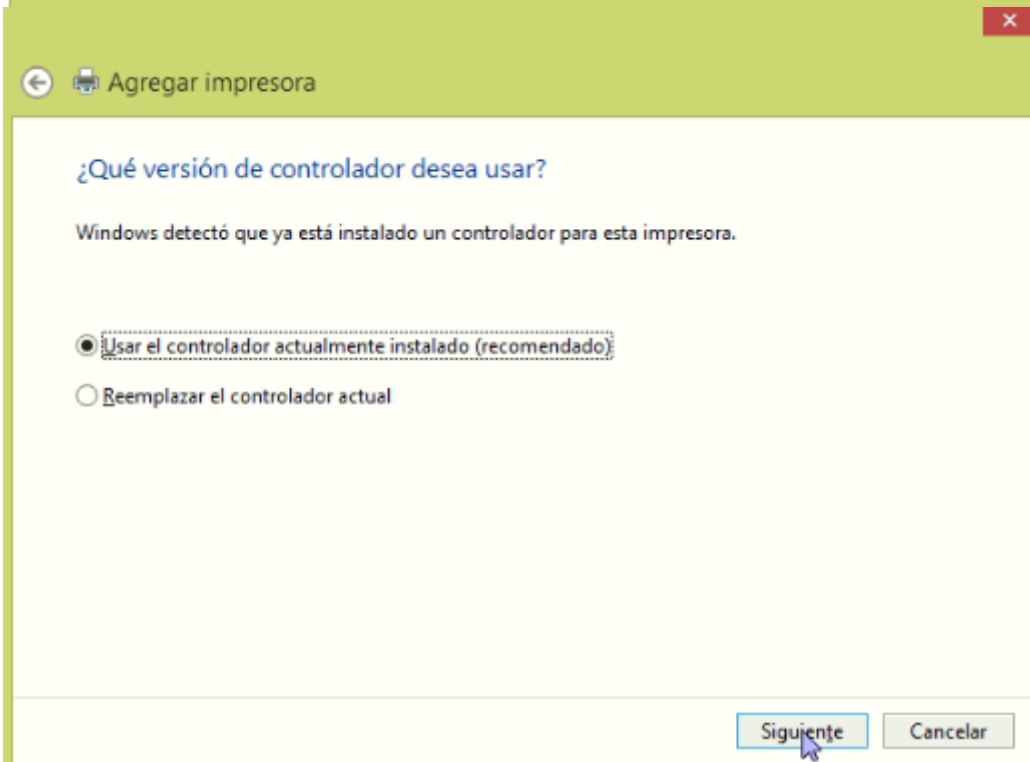 Agregar impresora
¿Qué versión de controlador desea usar?
Windows detectó que ya está instalado un controlador para esta impresora.
Usar el controlador actualmente instalado (recomendado)
Reemplazar el controlador actual
Siguiente Cancelar